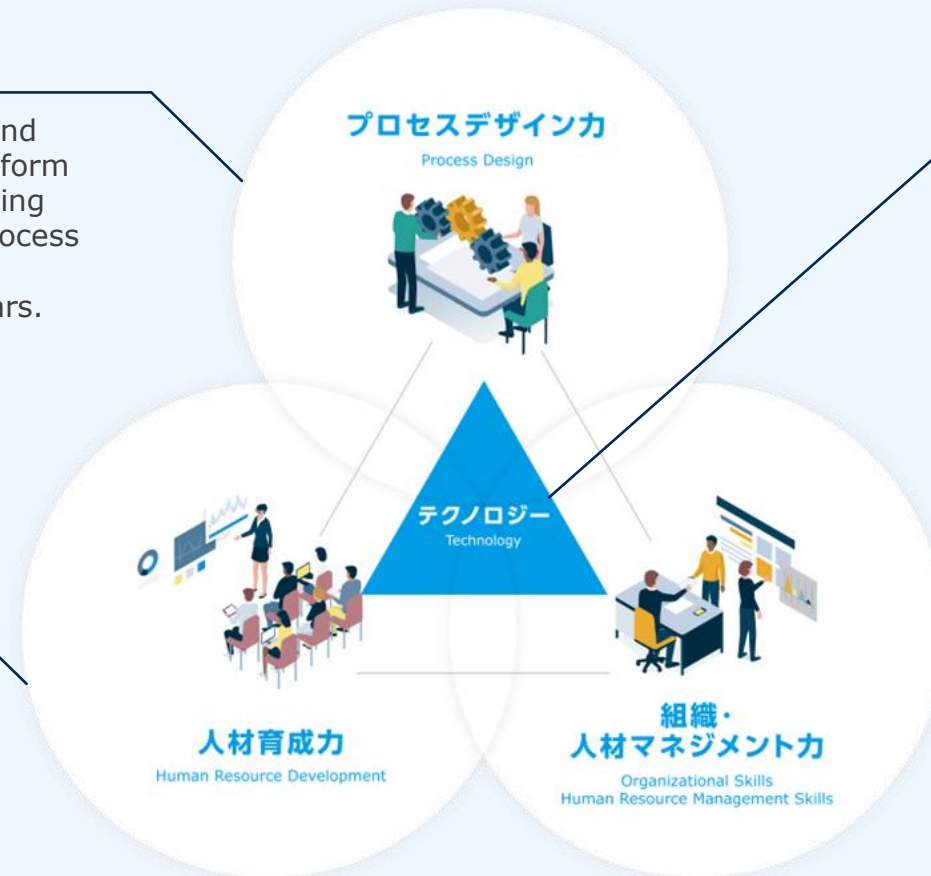 nd
form
ing
ocess
ars.
プロセスデザイン力
Process Design
テクノロジー
Technology
人材育成力
Human Resource Development
組織・
人材マネジメント力
Organizational Skills
Human Resource Management Skills